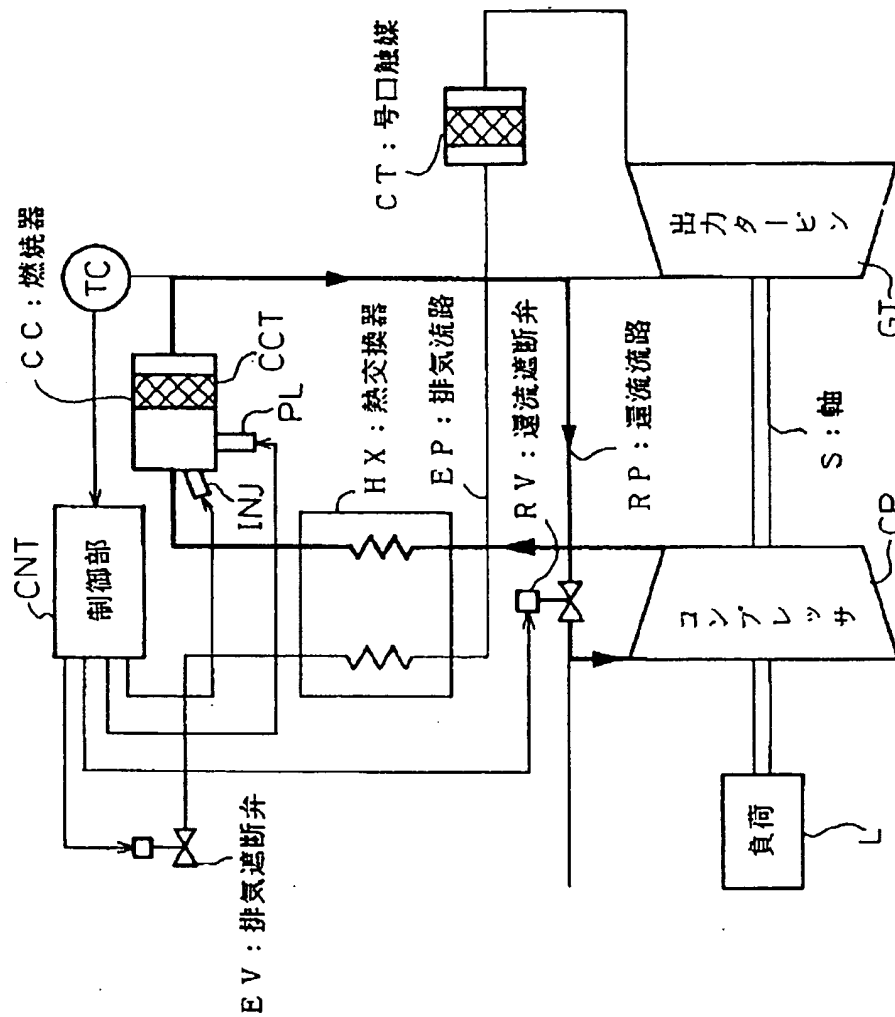 CC：燃焼器
TC
CNT
制御部
CCT
PL
INJ
CT：号口触媒
HX：熱交換器
EP：排気流路
RV：還流遮断弁
RP：還流流路
EV：排気遮断弁
出力タービン
GT
S：軸
コンプレッサ
CP
負荷
L